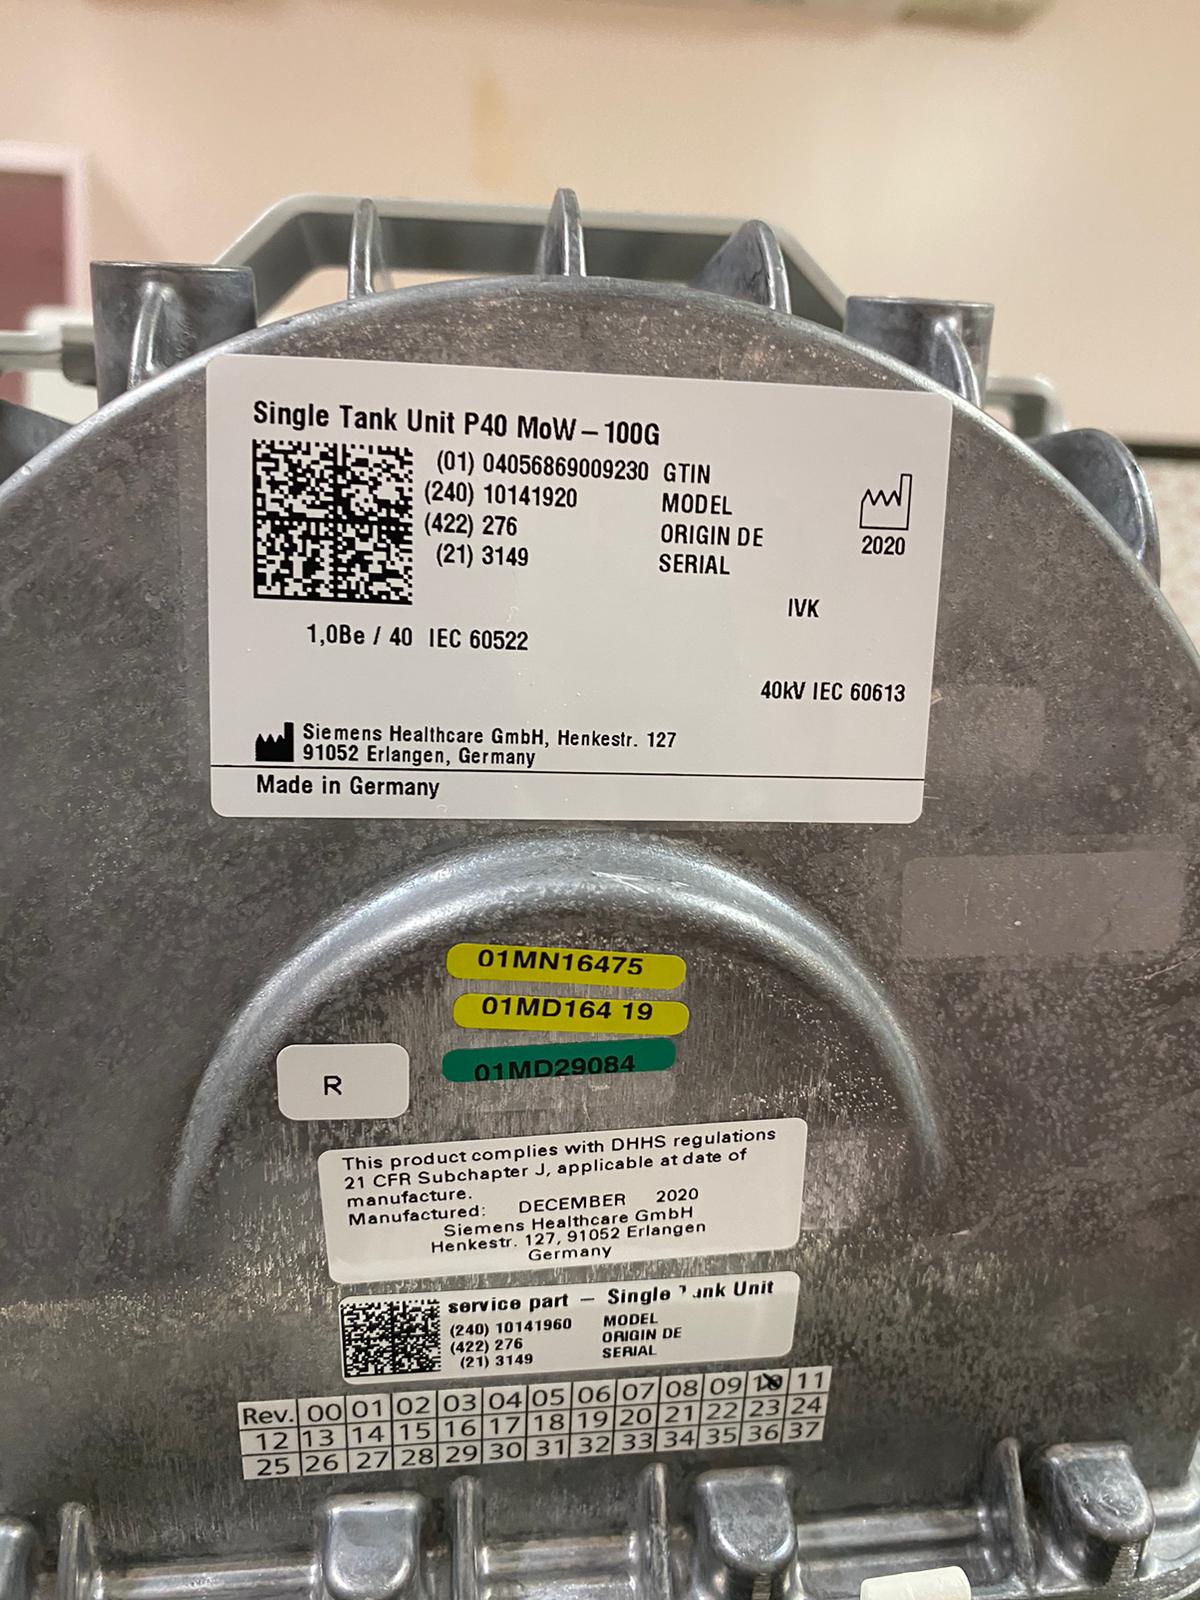 Single Tank Unit P40 MoW – 100G
(01) 04056869009230 GTIN
(240) 10141920 MODEL
(422) 276 ORIGIN DE
(21) 3149 SERIAL
2020
IVK
1,0Be / 40 IEC 60522
40kV IEC 60613
Siemens Healthcare GmbH, Henkestr. 127
91052 Erlangen, Germany
Made in Germany
01MN16475
01MD164 19
01MD29084
R
This product complies with DHHS regulations
21 CFR Subchapter J, applicable at date of
manufacture.
Manufactured: DECEMBER 2020
Siemens Healthcare GmbH
Henkestr. 127, 91052 Erlangen
Germany
service part – Single Unit
(240) 10141960 MODEL
(422) 276 ORIGIN DE
(21) 3149 SERIAL
Rev. 00 01 02 03 04 05 06 07 08 09 10 11
12 13 14 15 16 17 18 19 20 21 22 23 24
25 26 27 28 29 30 31 32 33 34 35 36 37